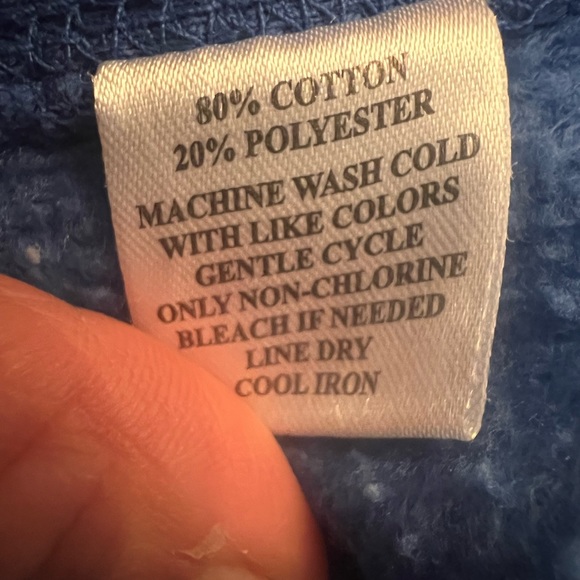 80% COTTON
20% POLYESTER
MACHINE WASH COLD
WITH LIKE COLORS
GENTLE CYCLE
ONLY NON-CHLORINE
BLEACH IF NEEDED
LINE DRY
COOL IRON